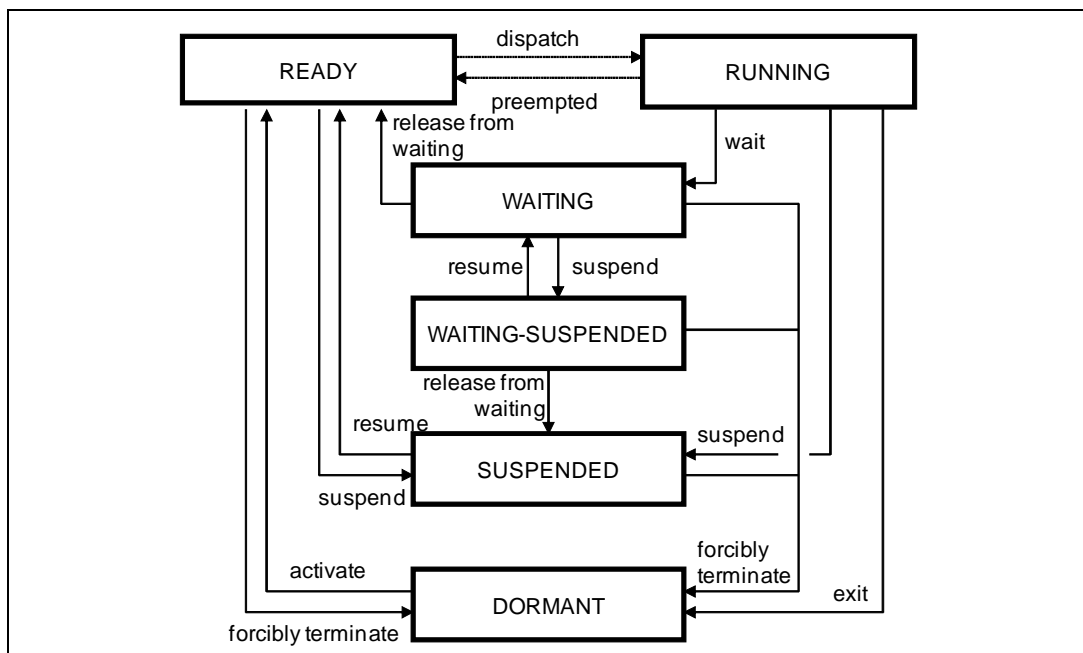 dispatch
READY
RUNNING
preempted
release from
waiting
wait
WAITING
resume
suspend
WAITING-SUSPENDED
release from
waiting
resume
suspend
SUSPENDED
suspend
forcibly
terminate
activate
DORMANT
exit
forcibly terminate